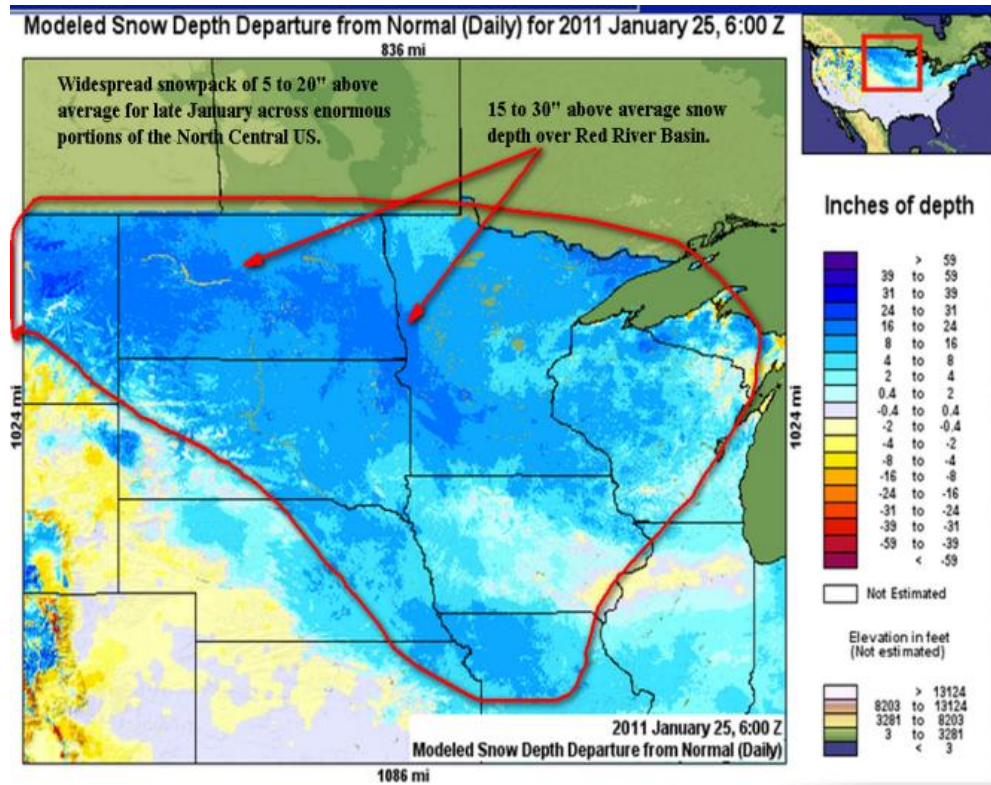 Modeled Snow Depth Departure from Normal (Daily) for 2011 January 25, 6:00 Z
836 mi
Widespread snowpack of 5 to 20" above
average for late January across enormous
portions of the North Central US.
15 to 30" above average snow
depth over Red River Basin.
1024 mi
1024 mi
2011 January 25, 6:00 Z
Modeled Snow Depth Departure from Normal (Daily)
1086 mi
Inches of depth
> 59
39 to 59
31 to 39
24 to 31
16 to 24
8 to 16
4 to 8
2 to 4
0.4 to 2
-0.4 to 0.4
-2 to -0.4
-4 to -2
-8 to -4
-16 to -8
-24 to -16
-31 to -24
-39 to -31
-59 to -39
< -59
Not Estimated
Elevation in feet
(Not estimated)
> 13124
8203 to 13124
3281 to 8203
3 to 3281
< 3